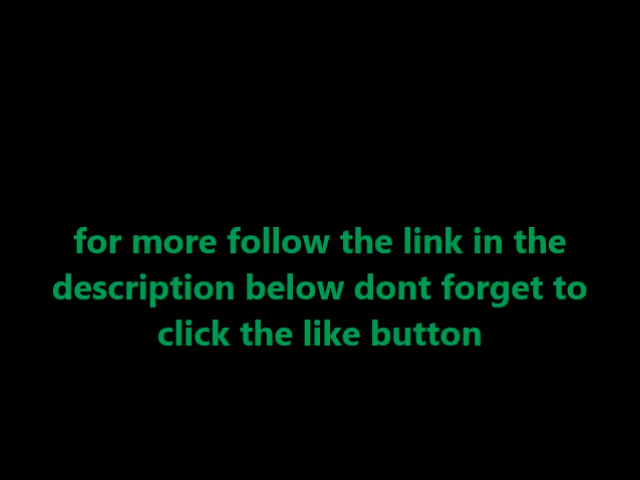 for more follow the link in the
description below dont forget to
click the like button